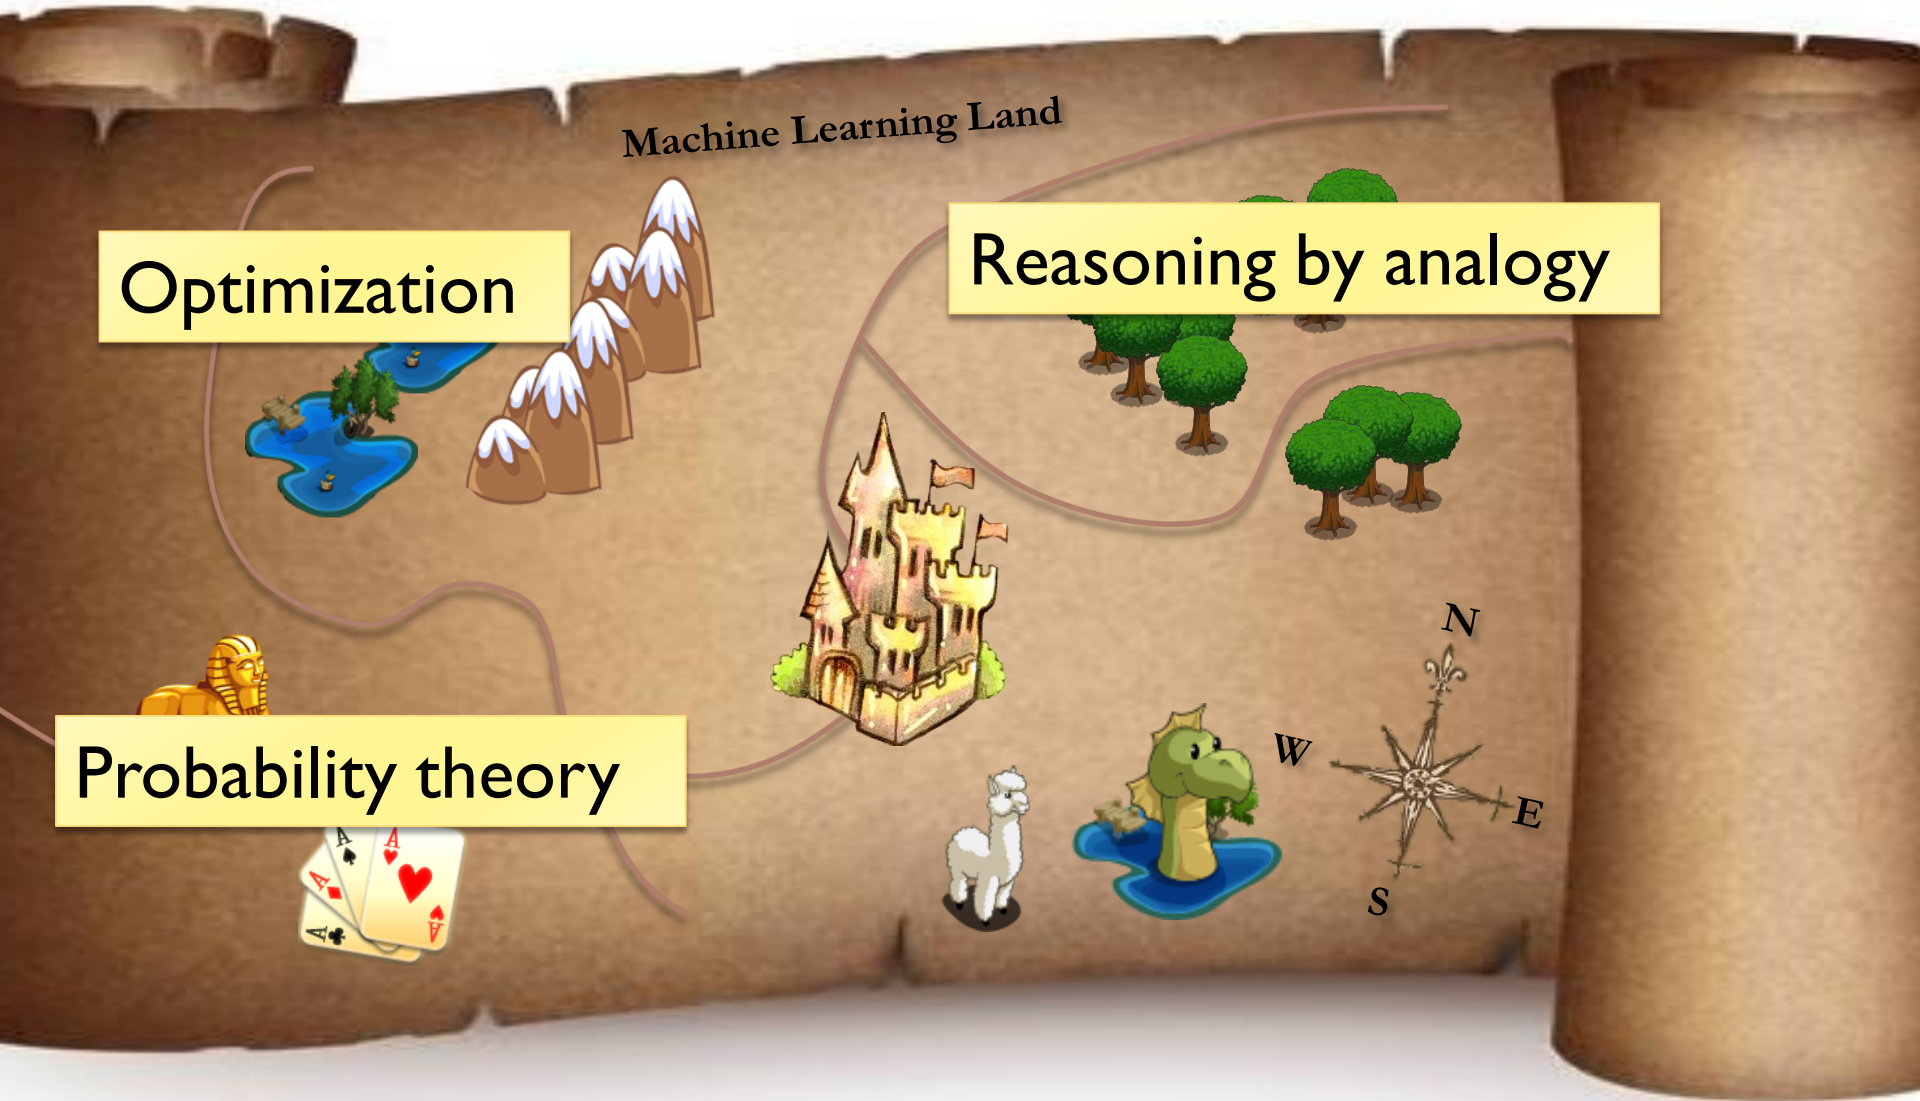 Machine Learning Land
Optimization
Reasoning by analogy
N
W
E
S
Probability theory
A
A
A
A
A